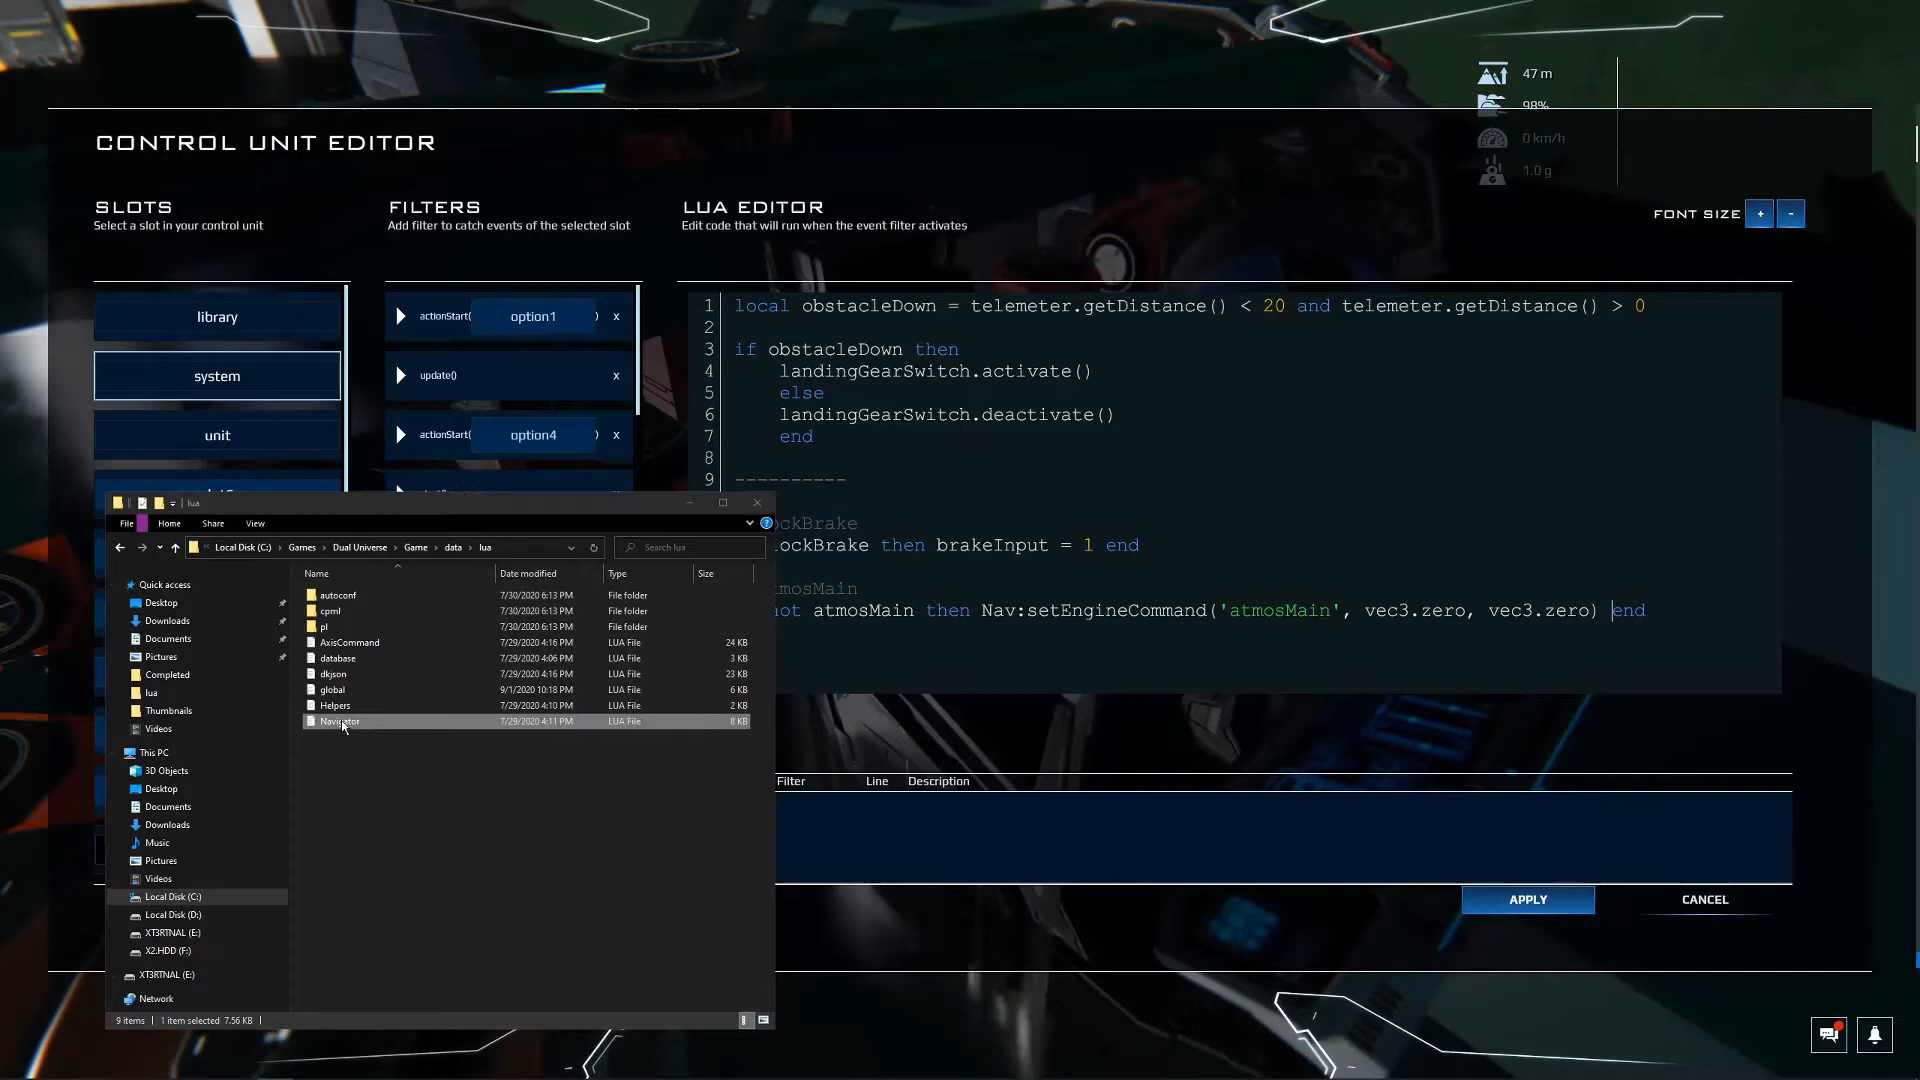 47 m
98%
0 km/h
1.0 g
CONTROL UNIT EDITOR
SLOTS
Select a slot in your control unit
FILTERS
Add filter to catch events of the selected slot
LUA EDITOR
Edit code that will run when the event filter activates
FONT SIZE + -
library
system
unit
actionStart( option1 ) x
update() x
actionStart( option4 ) x
1 local obstacleDown = telemeter.getDistance() < 20 and telemeter.getDistance() > 0
2
3 if obstacleDown then
4 landingGearSwitch.activate()
5 else
6 landingGearSwitch.deactivate()
7 end
8
9 ----------
ockBrake
ockBrake then brakeInput = 1 end
tmosMain
not atmosMain then Nav:setEngineCommand('atmosMain', vec3.zero, vec3.zero) end
Filter Line Description
APPLY CANCEL
lua
File Home Share View
Local Disk (C:) Games Dual Universe Game data lua
Search lua
Name Date modified Type Size
autoconf 7/30/2020 6:13 PM File folder
cpml 7/30/2020 6:13 PM File folder
pl 7/30/2020 6:13 PM File folder
AxisCommand 7/29/2020 4:16 PM LUA File 24 KB
database 7/29/2020 4:06 PM LUA File 3 KB
dkjson 7/29/2020 4:16 PM LUA File 23 KB
global 9/1/2020 10:18 PM LUA File 6 KB
Helpers 7/29/2020 4:10 PM LUA File 2 KB
Navigator 7/29/2020 4:11 PM LUA File 8 KB
Quick access
Desktop
Downloads
Documents
Pictures
Completed
lua
Thumbnails
Videos
This PC
3D Objects
Desktop
Documents
Downloads
Music
Pictures
Videos
Local Disk (C:)
Local Disk (D:)
XT3RTNAL (E:)
X2.HDD (F:)
XT3RTNAL (E:)
Network
9 items 1 item selected 7.56 KB